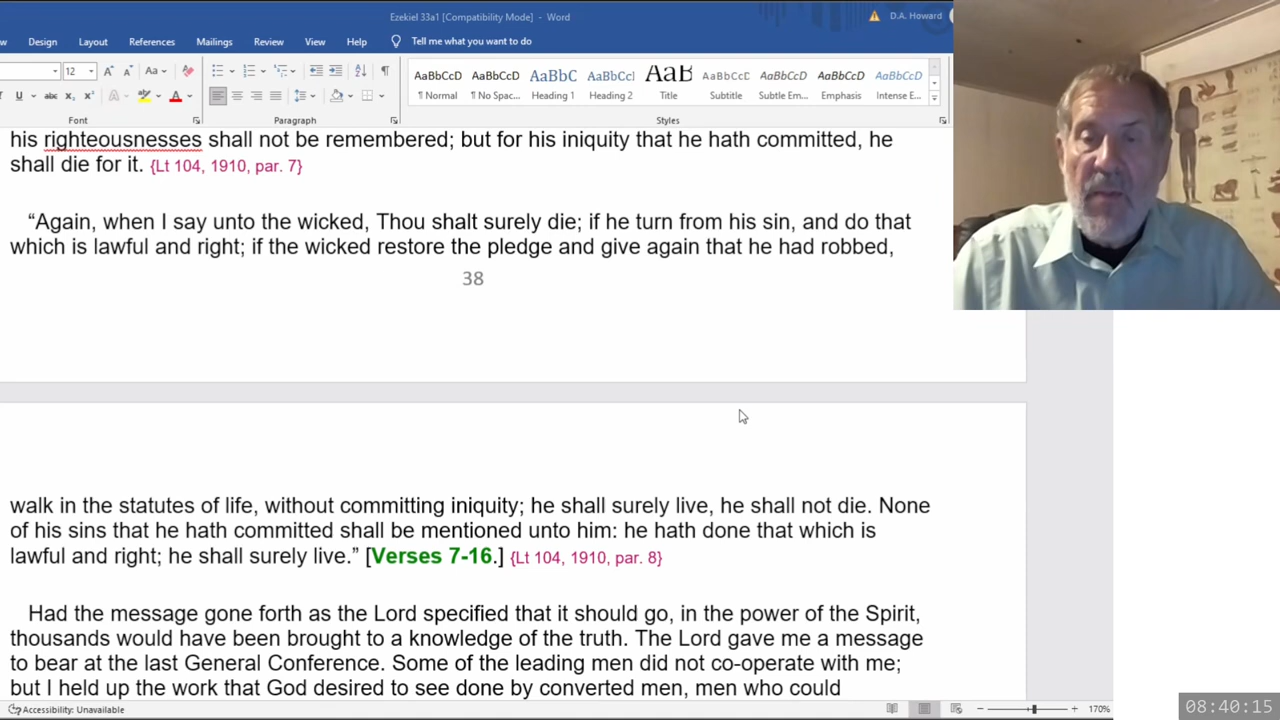 Ezekiel 33a1 [Compatibility Mode] - Word
D.A. Howard
Design Layout References Mailings Review View Help Tell me what you want to do
12 Aa
AaBbCcD AaBbCcD AaBbC AaBbCcI AaB AaBbCcD AaBbCcD AaBbCcD AaBbCcD
¶ Normal ¶ No Spac... Heading 1 Heading 2 Title Subtitle Subtle Em... Emphasis Intense E...
Font Paragraph Styles
his righteousnesses shall not be remembered; but for his iniquity that he hath committed, he
shall die for it. {Lt 104, 1910, par. 7}
“Again, when I say unto the wicked, Thou shalt surely die; if he turn from his sin, and do that
which is lawful and right; if the wicked restore the pledge and give again that he had robbed,
38
walk in the statutes of life, without committing iniquity; he shall surely live, he shall not die. None
of his sins that he hath committed shall be mentioned unto him: he hath done that which is
lawful and right; he shall surely live.” [Verses 7-16.] {Lt 104, 1910, par. 8}
Had the message gone forth as the Lord specified that it should go, in the power of the Spirit,
thousands would have been brought to a knowledge of the truth. The Lord gave me a message
to bear at the last General Conference. Some of the leading men did not co-operate with me;
but I held up the work that God desired to see done by converted men, men who could
Accessibility: Unavailable
170%
08:40:15